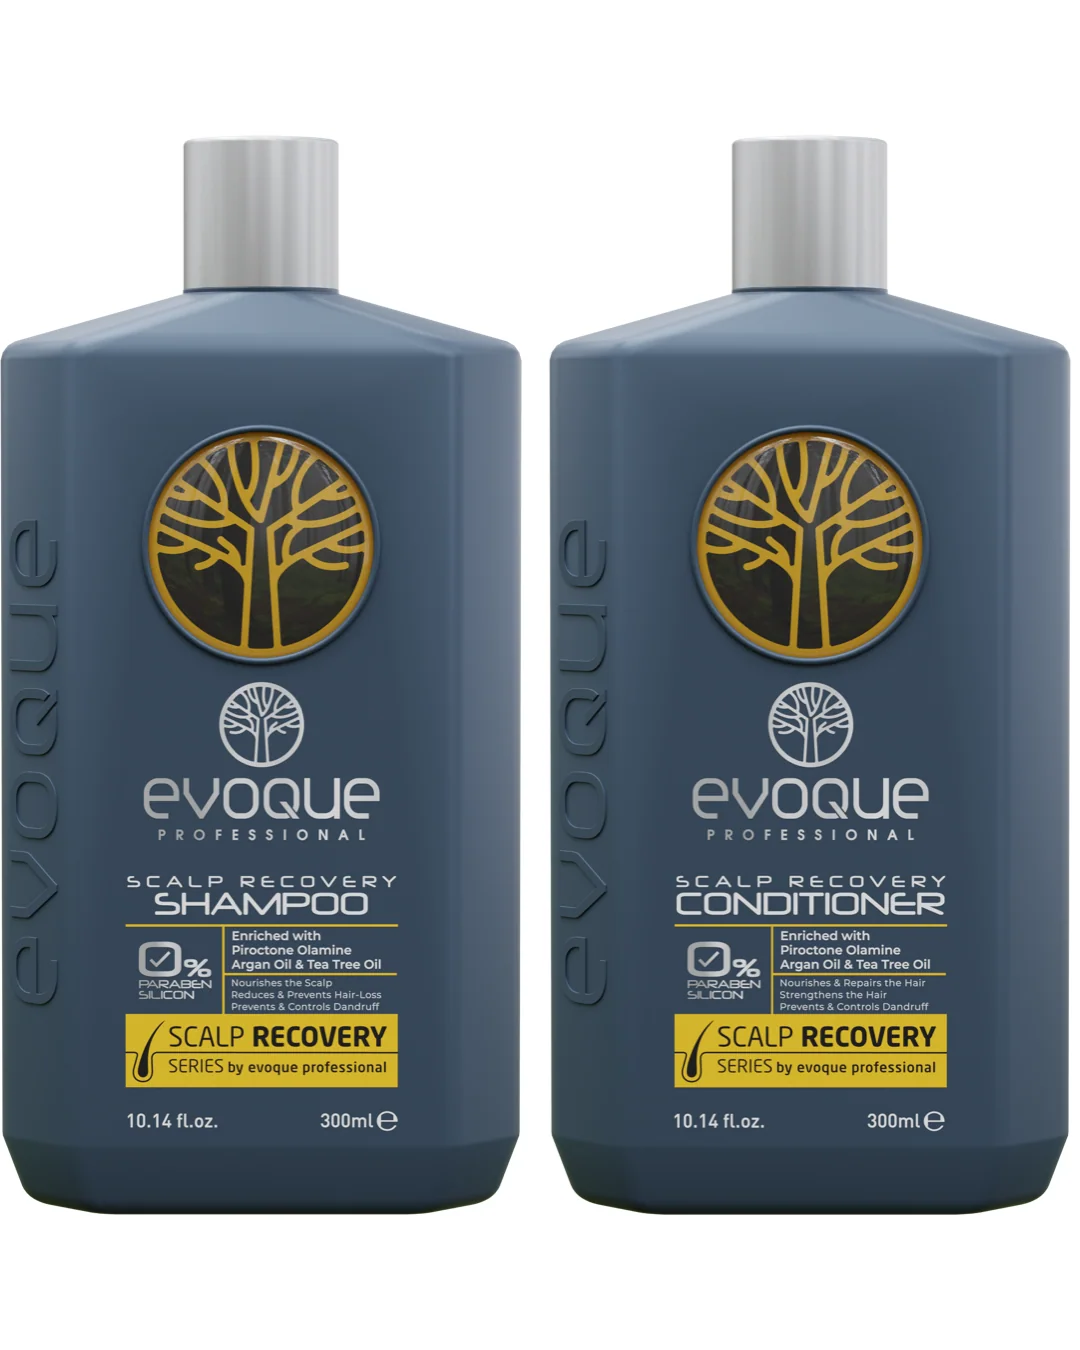 evoque
evoque
PROFESSIONAL
SCALP RECOVERY
SHAMPOO
0%
PARABEN
SILICON
Enriched with
Piroctone Olamine
Argan Oil & Tea Tree Oil
Nourishes the Scalp
Reduces & Prevents Hair-Loss
Prevents & Controls Dandruff
SCALP RECOVERY
SERIES by evoque professional
10.14 fl.oz. 300ml ℮
evoque
evoque
PROFESSIONAL
SCALP RECOVERY
CONDITIONER
0%
PARABEN
SILICON
Enriched with
Piroctone Olamine
Argan Oil & Tea Tree Oil
Nourishes & Repairs the Hair
Strengthens the Hair
Prevents & Controls Dandruff
SCALP RECOVERY
SERIES by evoque professional
10.14 fl.oz. 300ml ℮